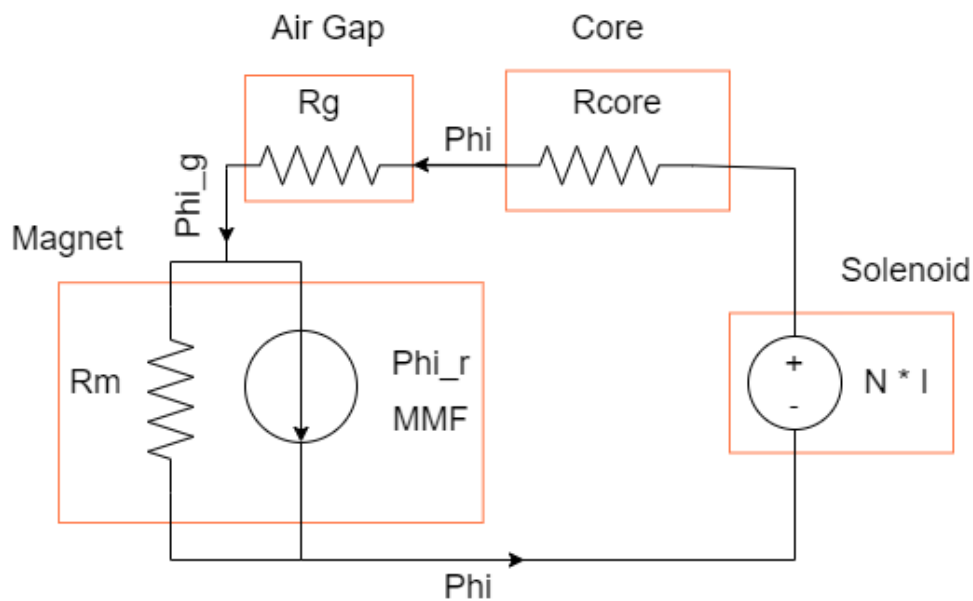 Air Gap
Core
Rg
Rcore
Phi
Phi_g
Magnet
Solenoid
Rm
Phi_r
MMF
+
-
N * I
Phi